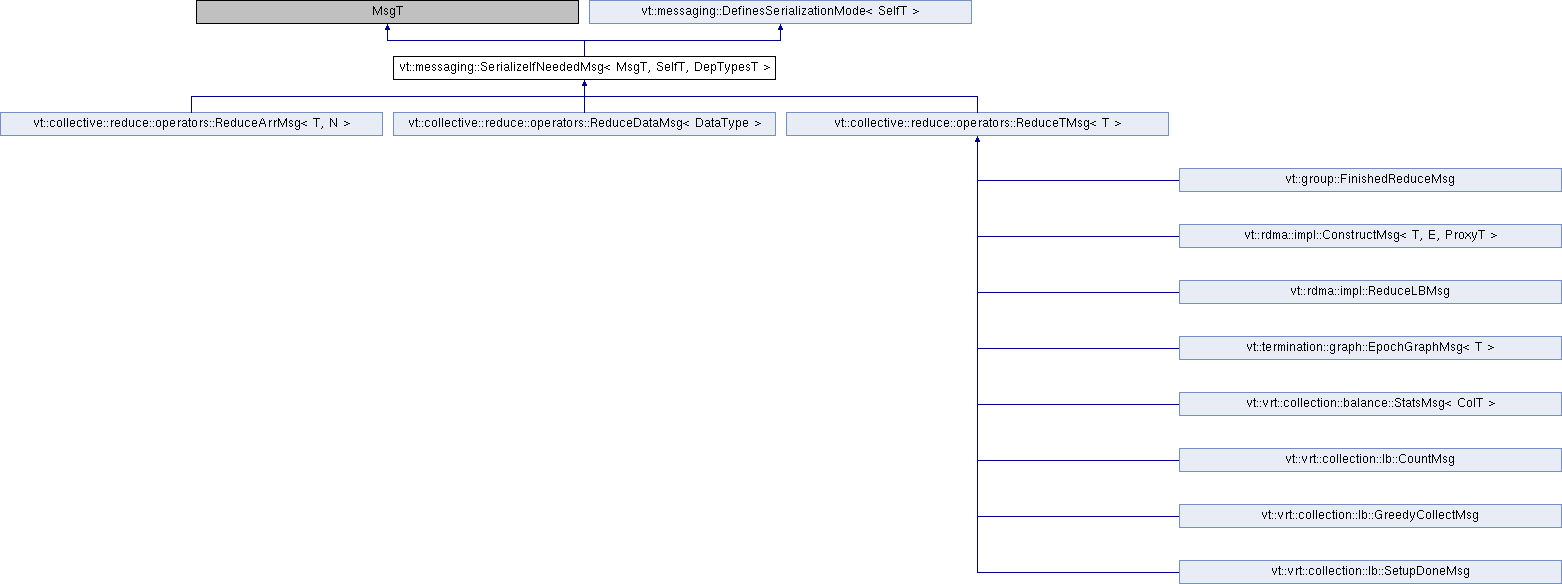 MsgT
vt::messaging::DefinesSerializationMode< SelfT >
vt::messaging::SerializeIfNeededMsg< MsgT, SelfT, DepTypesT >
vt::collective::reduce::operators::ReduceArrMsg< T, N >
vt::collective::reduce::operators::ReduceDataMsg< DataType >
vt::collective::reduce::operators::ReduceTMsg< T >
vt::group::FinishedReduceMsg
vt::rdma::impl::ConstructMsg< T, E, ProxyT >
vt::rdma::impl::ReduceLBMsg
vt::termination::graph::EpochGraphMsg< T >
vt::vrt::collection::balance::StatsMsg< ColT >
vt::vrt::collection::lb::CountMsg
vt::vrt::collection::lb::GreedyCollectMsg
vt::vrt::collection::lb::SetupDoneMsg